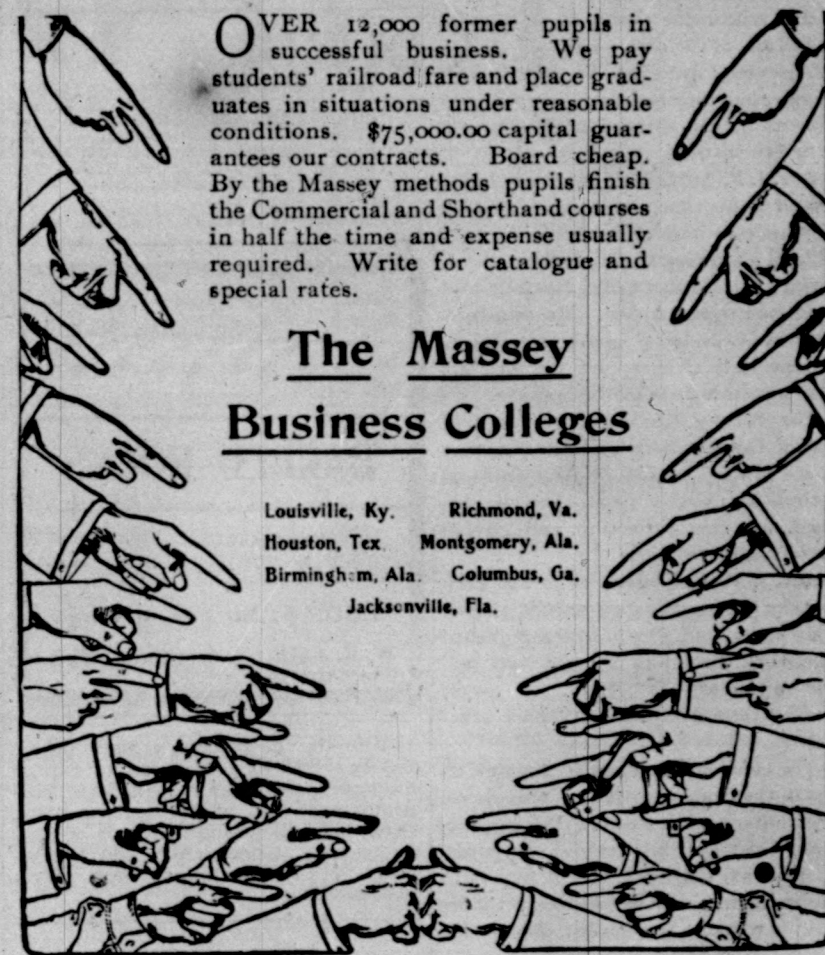 OVER 12,000 former pupils in
successful business. We pay
students' railroad fare and place grad-
uates in situations under reasonable
conditions. $75,000.00 capital guar-
antees our contracts. Board cheap.
By the Massey methods pupils finish
the Commercial and Shorthand courses
in half the time and expense usually
required. Write for catalogue and
special rates.
The Massey
Business Colleges
Louisville, Ky. Richmond, Va.
Houston, Tex. Montgomery, Ala.
Birmingham, Ala. Columbus, Ga.
Jacksonville, Fla.